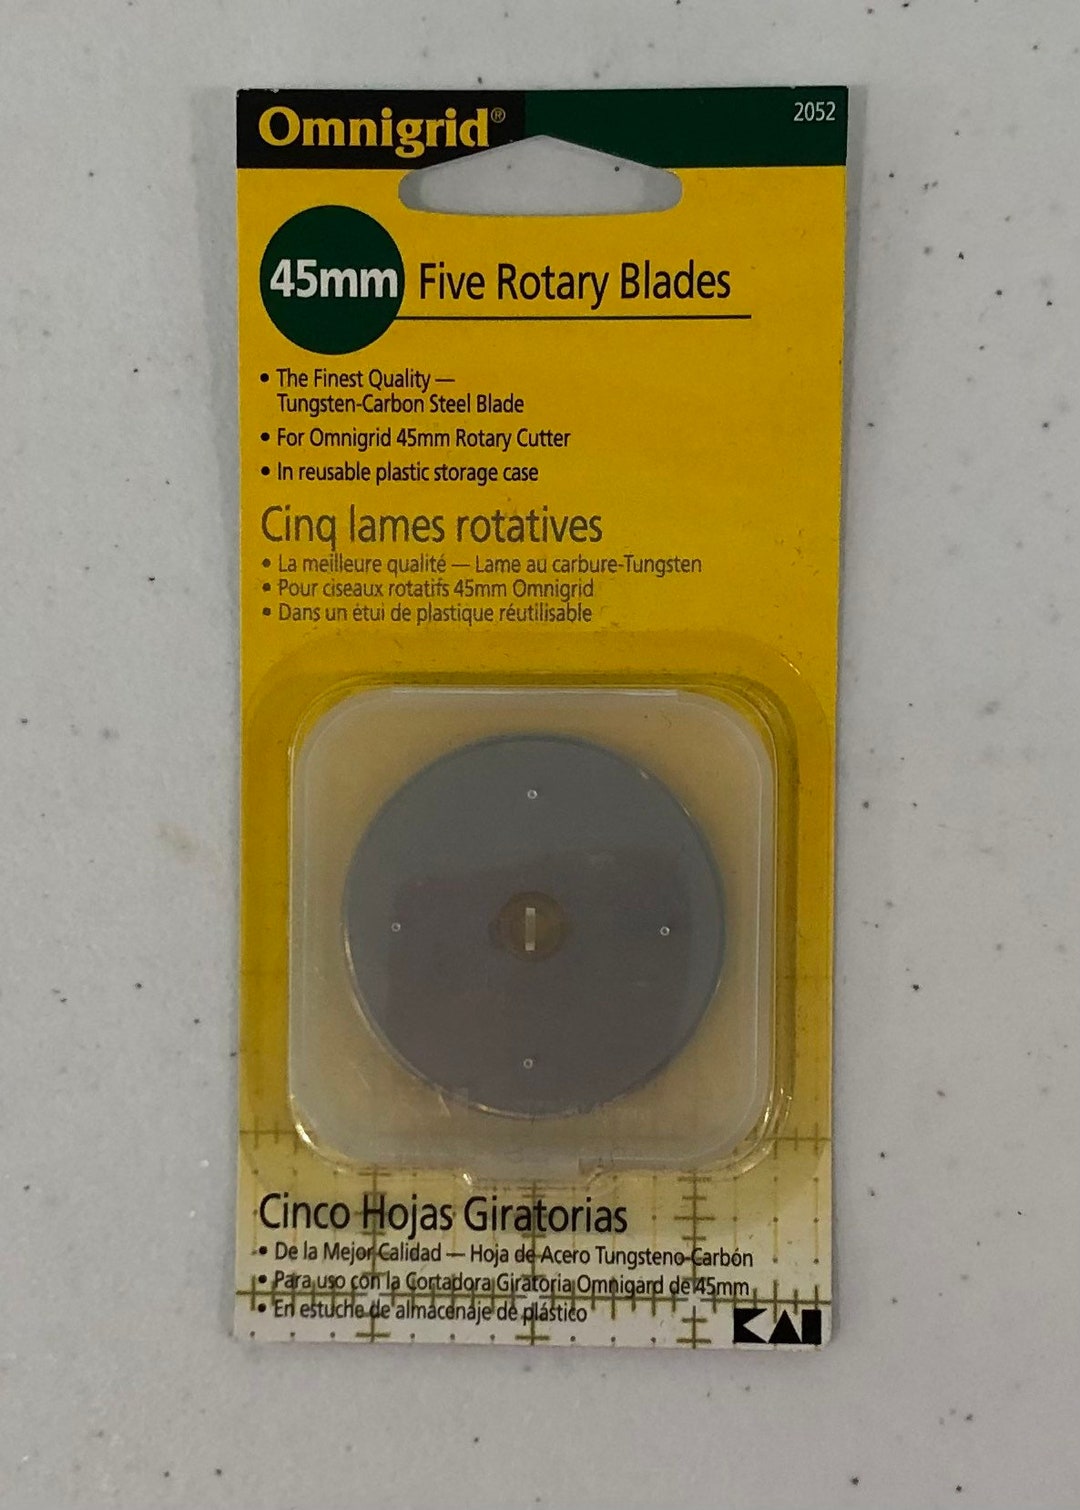 Omnigrid®
2052
45mm Five Rotary Blades
• The Finest Quality —
Tungsten-Carbon Steel Blade
• For Omnigrid 45mm Rotary Cutter
• In reusable plastic storage case
Cinq lames rotatives
• La meilleure qualité — Lame au carbure-Tungsten
• Pour ciseaux rotatifs 45mm Omnigrid
• Dans un étui de plastique réutilisable
Cinco Hojas Giratorias
• De la Mejor Calidad — Hoja de Acero Tungsteno-Carbón
• Para uso con la Cortadora Giratoria Omnigard de 45mm
• En estuche de almacenaje de plástico
KAI